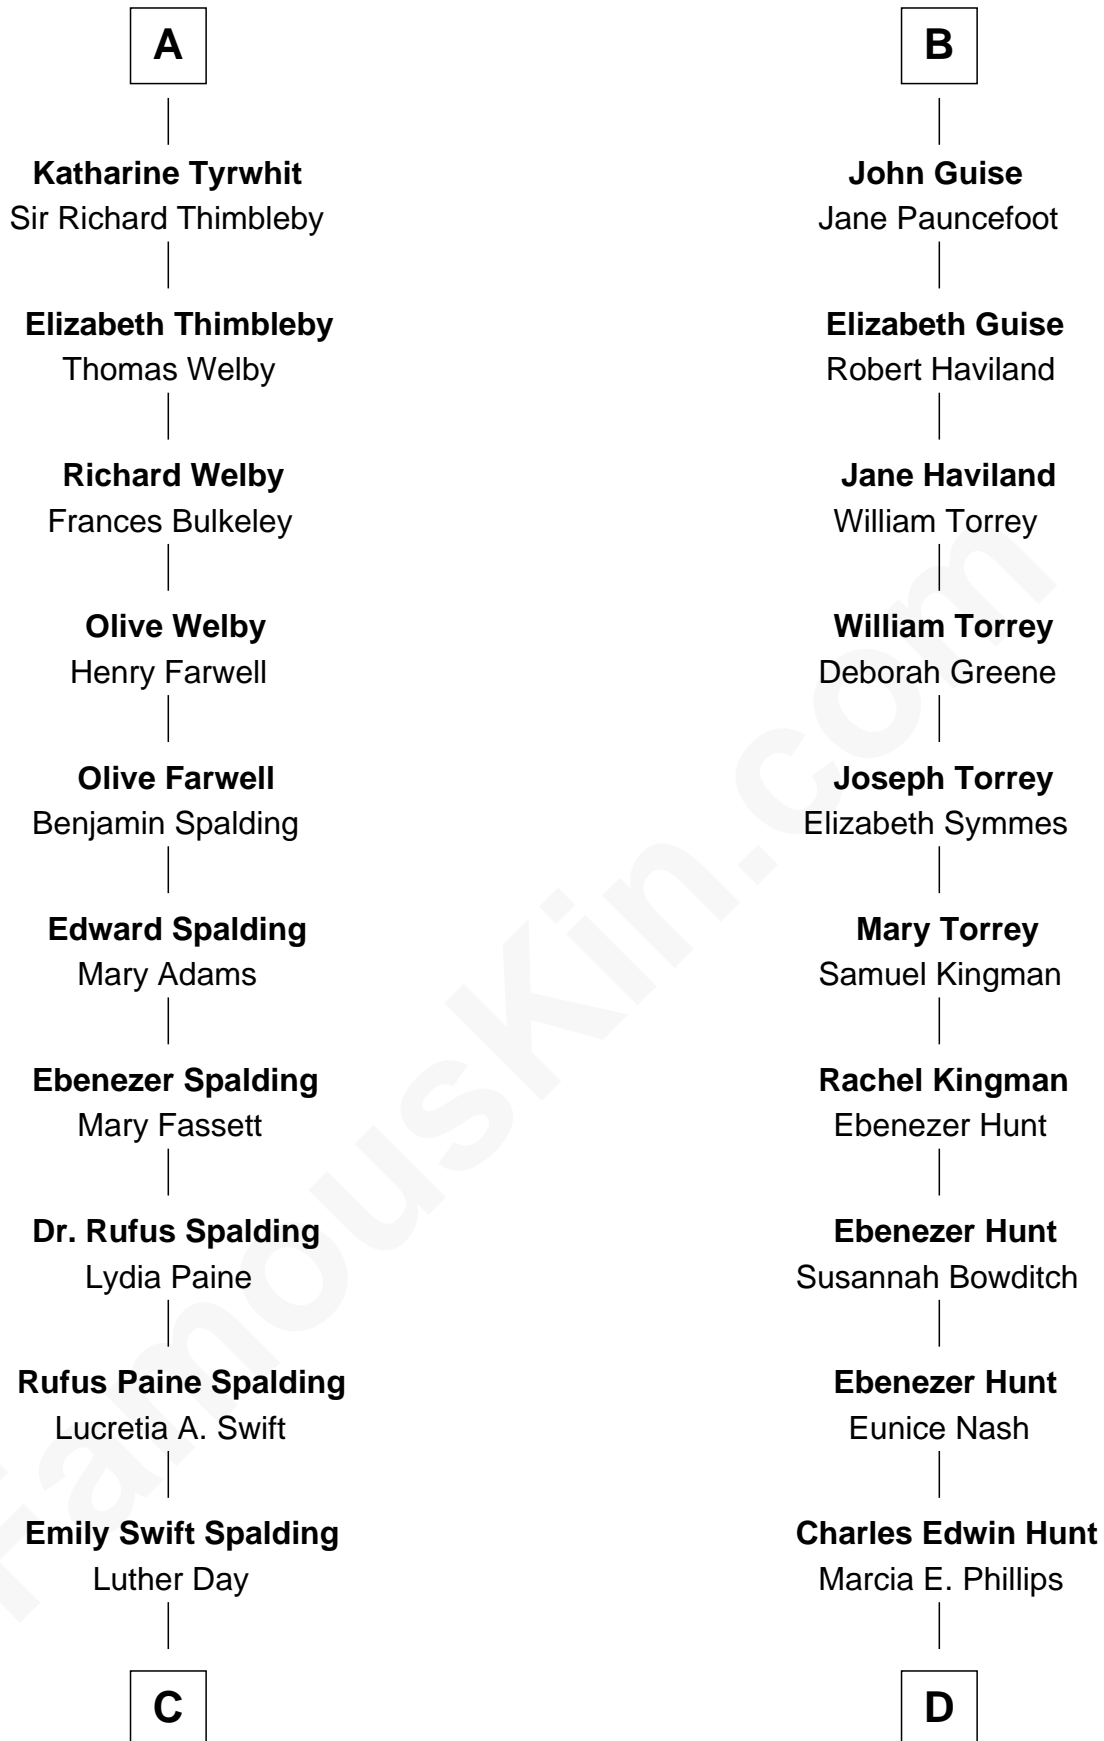 A
Katharine Tyrwhit
Sir Richard Thimbleby
Elizabeth Thimbleby
Thomas Welby
Richard Welby
Frances Bulkeley
Olive Welby
Henry Farwell
Olive Farwell
Benjamin Spalding
Edward Spalding
Mary Adams
Ebenezer Spalding
Mary Fassett
Dr. Rufus Spalding
Lydia Paine
Rufus Paine Spalding
Lucretia A. Swift
Emily Swift Spalding
Luther Day
C
B
John Guise
Jane Pauncefoot
Elizabeth Guise
Robert Haviland
Jane Haviland
William Torrey
William Torrey
Deborah Greene
Joseph Torrey
Elizabeth Symmes
Mary Torrey
Samuel Kingman
Rachel Kingman
Ebenezer Hunt
Ebenezer Hunt
Susannah Bowditch
Ebenezer Hunt
Eunice Nash
Charles Edwin Hunt
Marcia E. Phillips
D
FamousKin.com